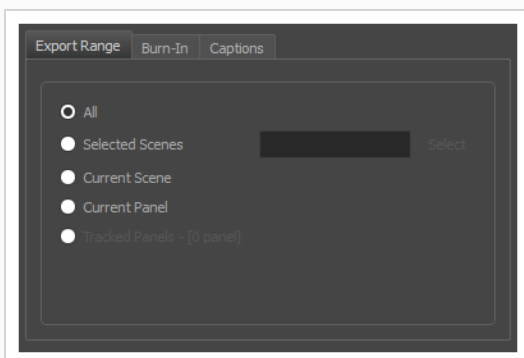 Export Range Burn-In Captions
All
Selected Scenes Select
Current Scene
Current Panel
Tracked Panels - [0 panel]